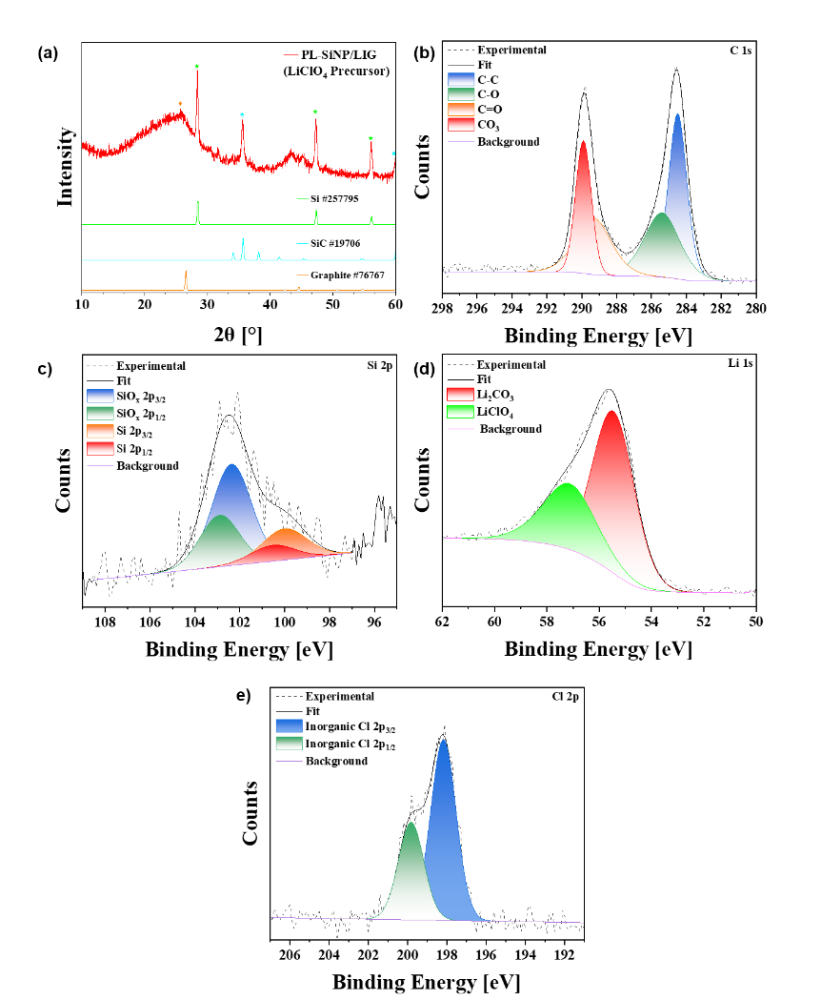 (a)
PL-SiNP/LIG
(LiClO₄ Precursor)
Si #257795
SiC #19706
Graphite #76767
Intensity
10 20 30 40 50 60
2θ [°]
(b)
Experimental
Fit
C-C
C-O
C=O
CO₃
Background
C 1s
Counts
298 296 294 292 290 288 286 284 282 280
Binding Energy [eV]
c)
Experimental
Fit
SiOₓ 2p₃/₂
SiOₓ 2p₁/₂
Si 2p₃/₂
Si 2p₁/₂
Background
Si 2p
Counts
108 106 104 102 100 98 96
Binding Energy [eV]
(d)
Experimental
Fit
Li₂CO₃
LiClO₄
Background
Li 1s
Counts
62 60 58 56 54 52 50
Binding Energy [eV]
e)
Experimental
Fit
Inorganic Cl 2p₃/₂
Inorganic Cl 2p₁/₂
Background
Cl 2p
Counts
206 204 202 200 198 196 194 192
Binding Energy [eV]